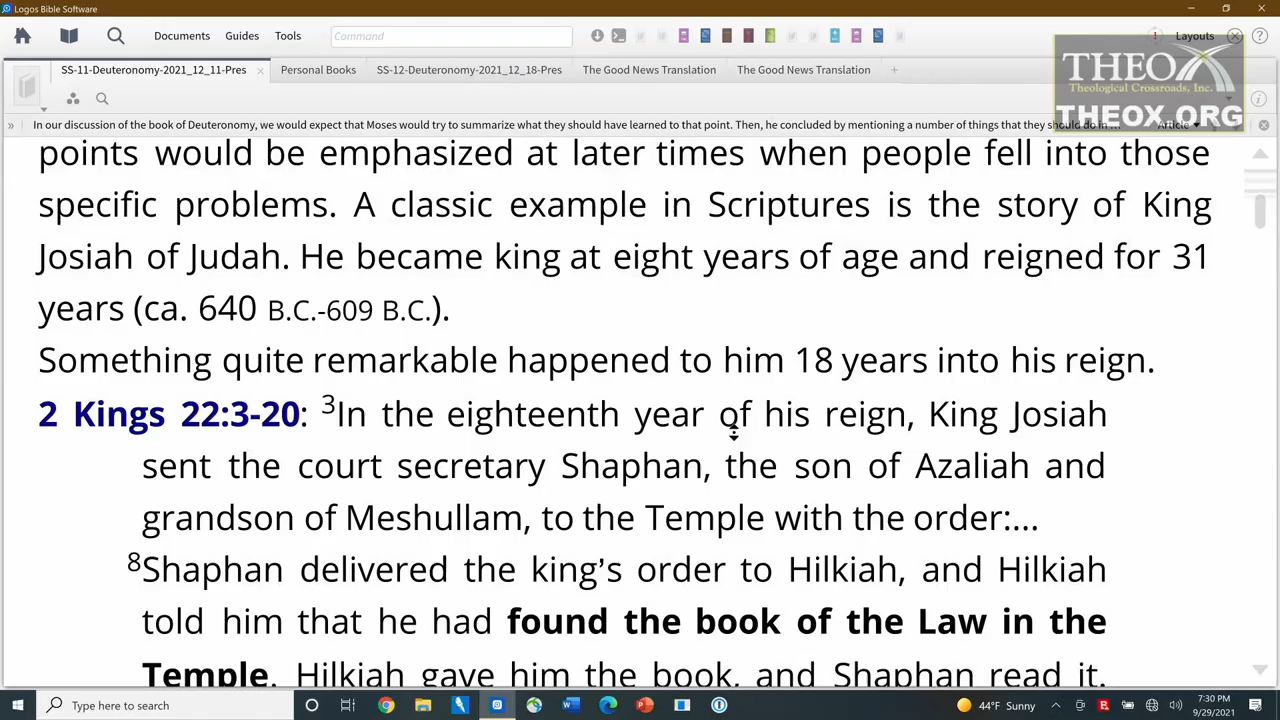 Logos Bible Software
Documents Guides Tools Command Layouts
SS-11-Deuteronomy-2021_12_11-Pres Personal Books SS-12-Deuteronomy-2021_12_18-Pres The Good News Translation The Good News Translation
THEOX
Theological Crossroads, Inc.
THEOX.ORG
In our discussion of the book of Deuteronomy, we would expect that Moses would try to summarize what they should have learned to that point. Then, he concluded by mentioning a number of things that they should do in ... Article
points would be emphasized at later times when people fell into those
specific problems. A classic example in Scriptures is the story of King
Josiah of Judah. He became king at eight years of age and reigned for 31
years (ca. 640 B.C.-609 B.C.).
Something quite remarkable happened to him 18 years into his reign.
2 Kings 22:3-20: 3In the eighteenth year of his reign, King Josiah
sent the court secretary Shaphan, the son of Azaliah and
grandson of Meshullam, to the Temple with the order:...
8Shaphan delivered the king’s order to Hilkiah, and Hilkiah
told him that he had found the book of the Law in the
Temple. Hilkiah gave him the book, and Shaphan read it.
Type here to search 44°F Sunny 7:30 PM
9/29/2021